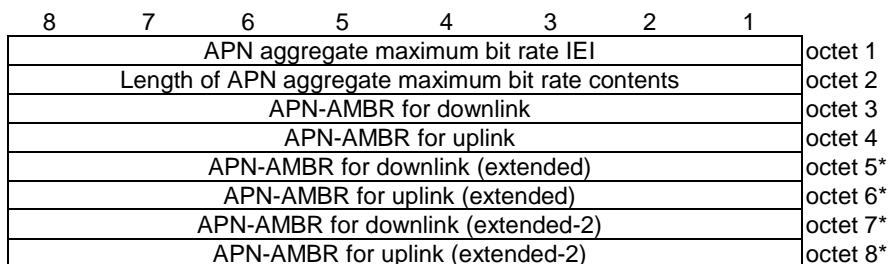 8 7 6 5 4 3 2 1
APN aggregate maximum bit rate IEI octet 1
Length of APN aggregate maximum bit rate contents octet 2
APN-AMBR for downlink octet 3
APN-AMBR for uplink octet 4
APN-AMBR for downlink (extended) octet 5*
APN-AMBR for uplink (extended) octet 6*
APN-AMBR for downlink (extended-2) octet 7*
APN-AMBR for uplink (extended-2) octet 8*